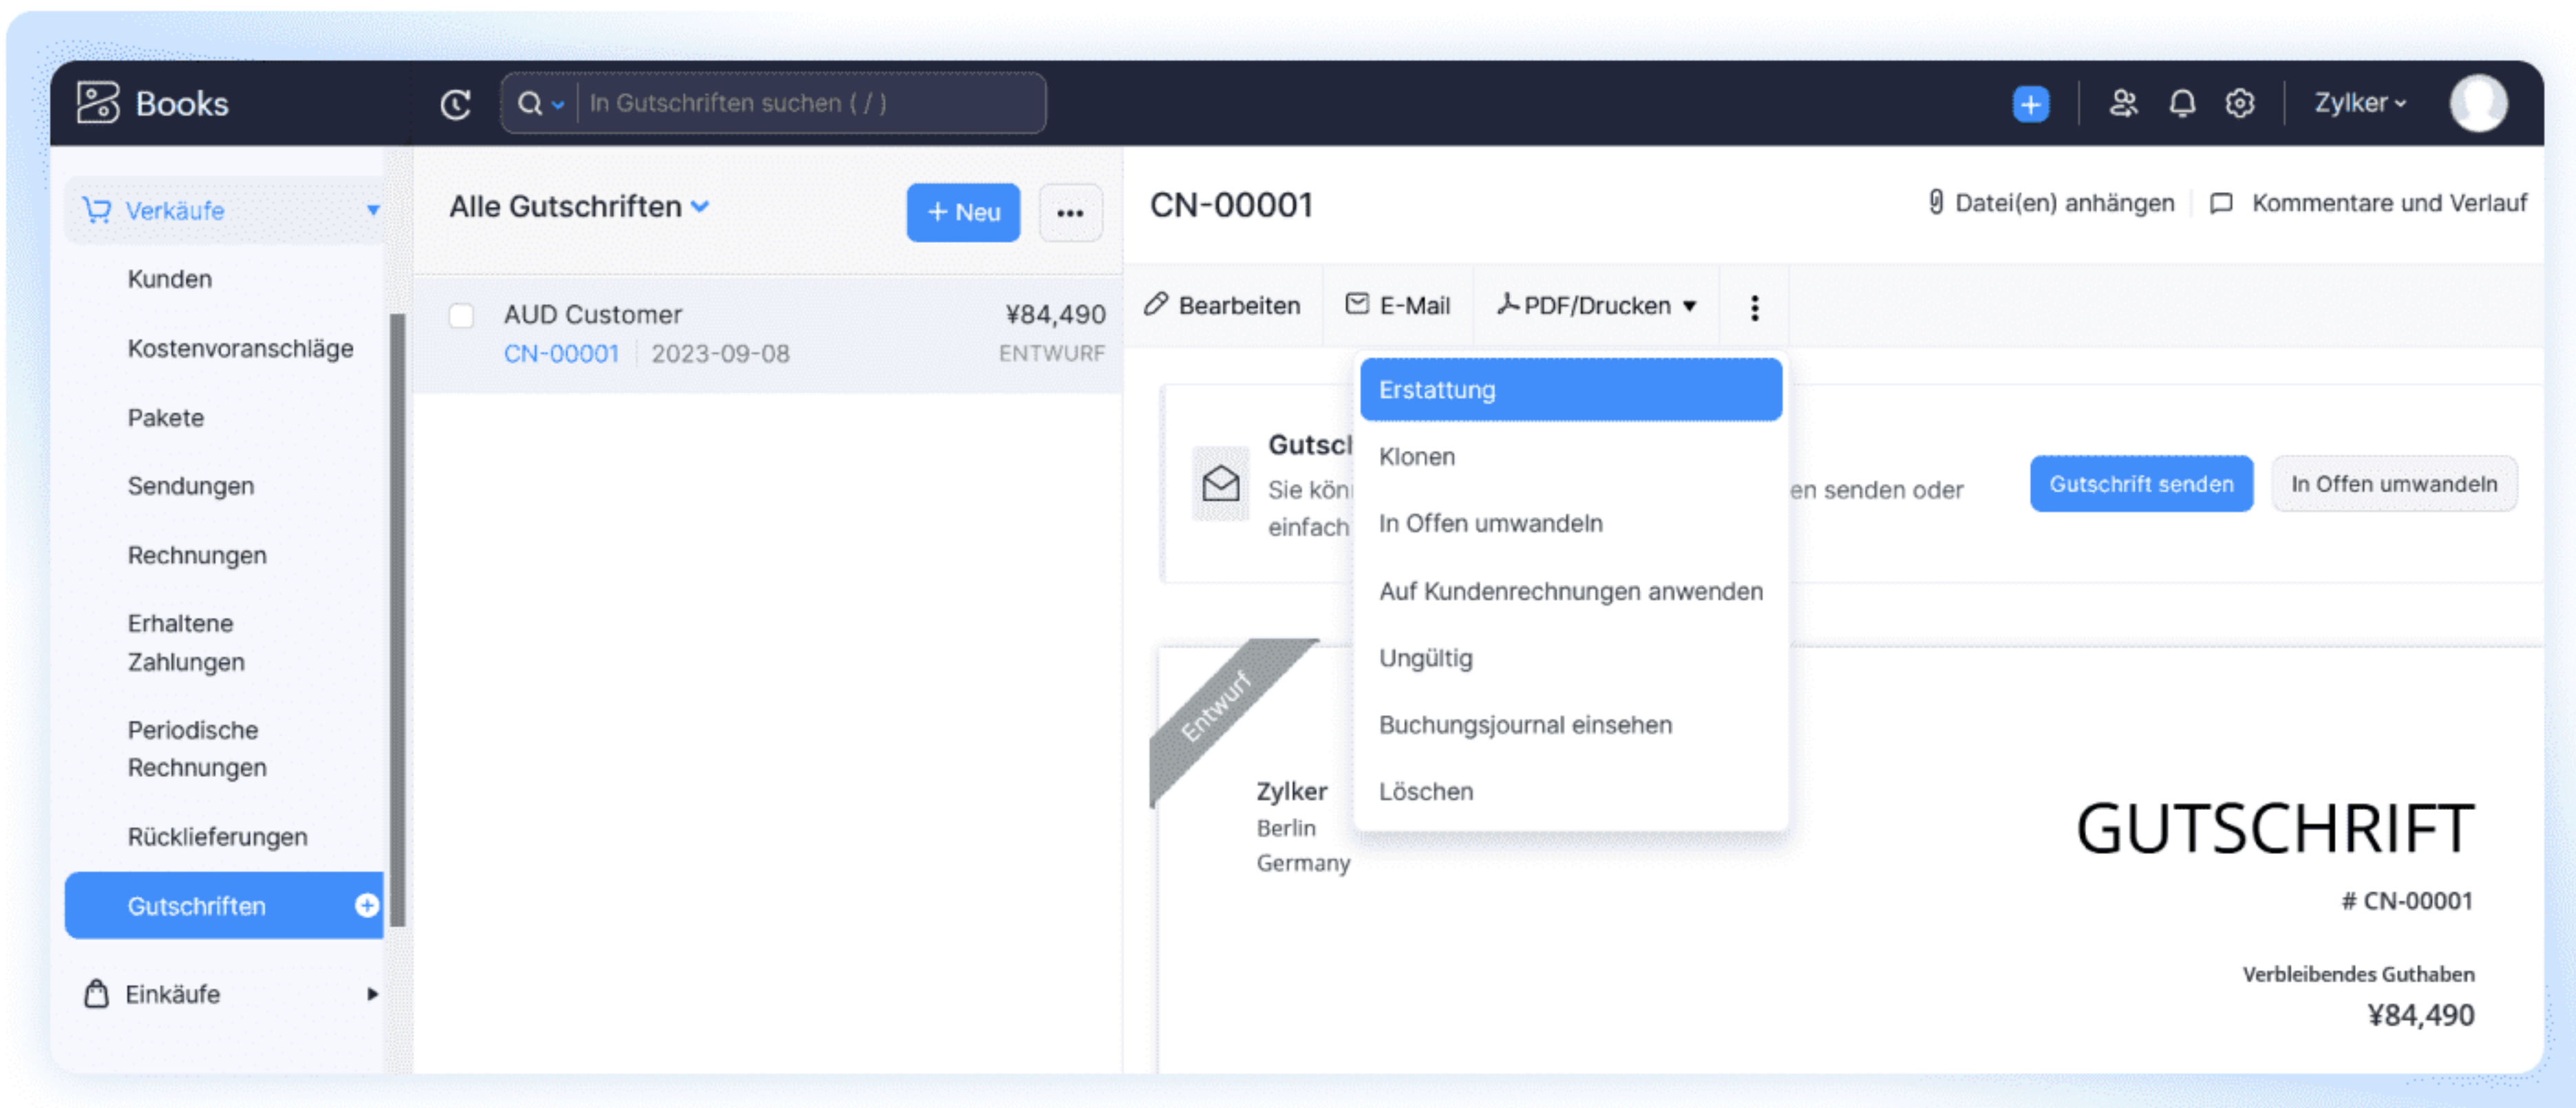 Books
In Gutschriften suchen ( / )
Zylker
Verkäufe
Kunden
Kostenvoranschläge
Pakete
Sendungen
Rechnungen
Erhaltene
Zahlungen
Periodische
Rechnungen
Rücklieferungen
Gutschriften
Einkäufe
Alle Gutschriften
+ Neu
AUD Customer
¥84,490
CN-00001
2023-09-08
ENTWURF
CN-00001
Datei(en) anhängen
Kommentare und Verlauf
Bearbeiten
E-Mail
PDF/Drucken
Erstattung
Klonen
In Offen umwandeln
Auf Kundenrechnungen anwenden
Ungültig
Buchungsjournal einsehen
Löschen
Sie
en senden oder
einfach
Gutschrift senden
In Offen umwandeln
Entwurf
Zylker
Berlin
Germany
GUTSCHRIFT
# CN-00001
Verbleibendes Guthaben
¥84,490